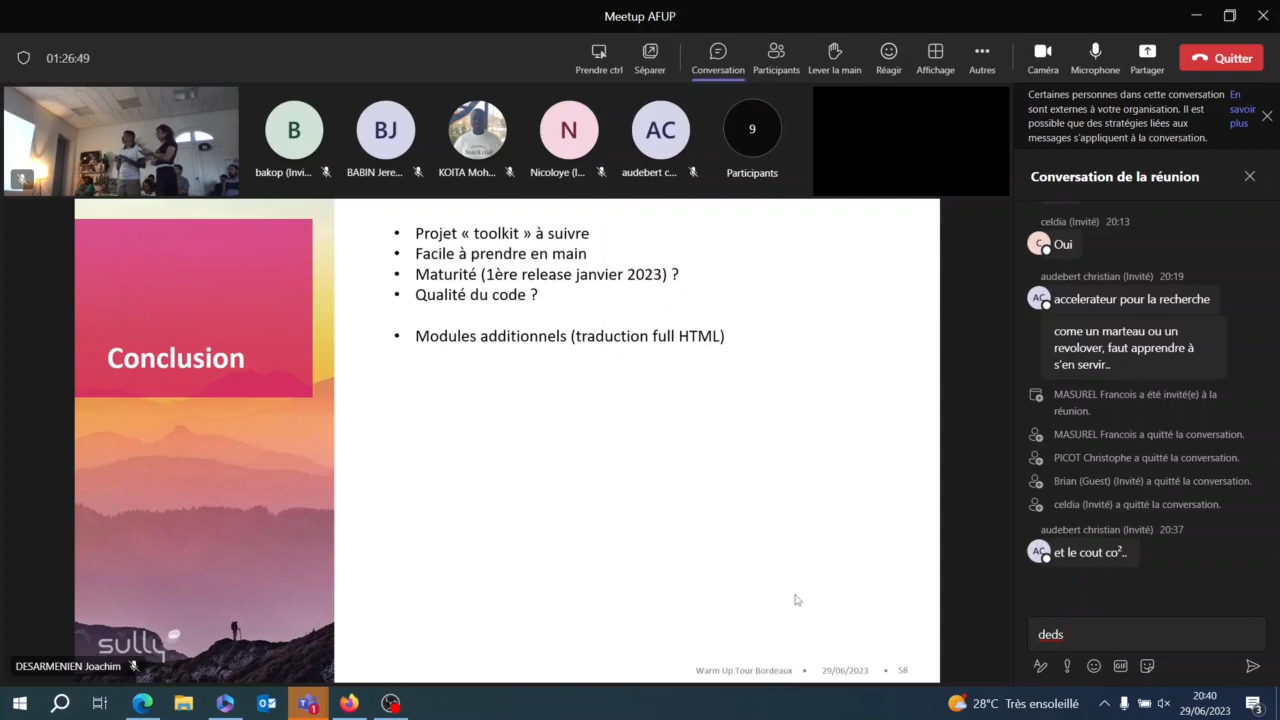 Meetup AFUP
01:26:49
Prendre ctrl
Séparer
Conversation
Participants
Lever la main
Réagir
Affichage
Autres
Caméra
Microphone
Partager
Quitter
B
bakop (Invi...
BJ
BABIN Jere...
KOITA Moh...
N
Nicoloye (I...
AC
audebert c...
9
Participants
Certaines personnes dans cette conversation
sont externes à votre organisation. Il est
possible que des stratégies liées aux
messages s'appliquent à la conversation.
En
savoir
plus
Conversation de la réunion
celdia (Invité) 20:13
C
Oui
audebert christian (Invité) 20:19
AC
accelerateur pour la recherche
come un marteau ou un
revolover, faut apprendre à
s'en servir..
MASUREL Francois a été invité(e) à la
réunion.
MASUREL Francois a quitté la conversation.
PICOT Christophe a quitté la conversation.
Brian (Guest) (Invité) a quitté la conversation.
celdia (Invité) a quitté la conversation.
audebert christian (Invité) 20:37
AC
et le cout co²..
deds
GIF
Conclusion
• Projet « toolkit » à suivre
• Facile à prendre en main
• Maturité (1ère release janvier 2023) ?
• Qualité du code ?
• Modules additionnels (traduction full HTML)
sully
DESARMENIEN Joachim
Warm Up Tour Bordeaux • 29/06/2023 • 58
1
28°C Très ensoleillé
20:40
29/06/2023
3